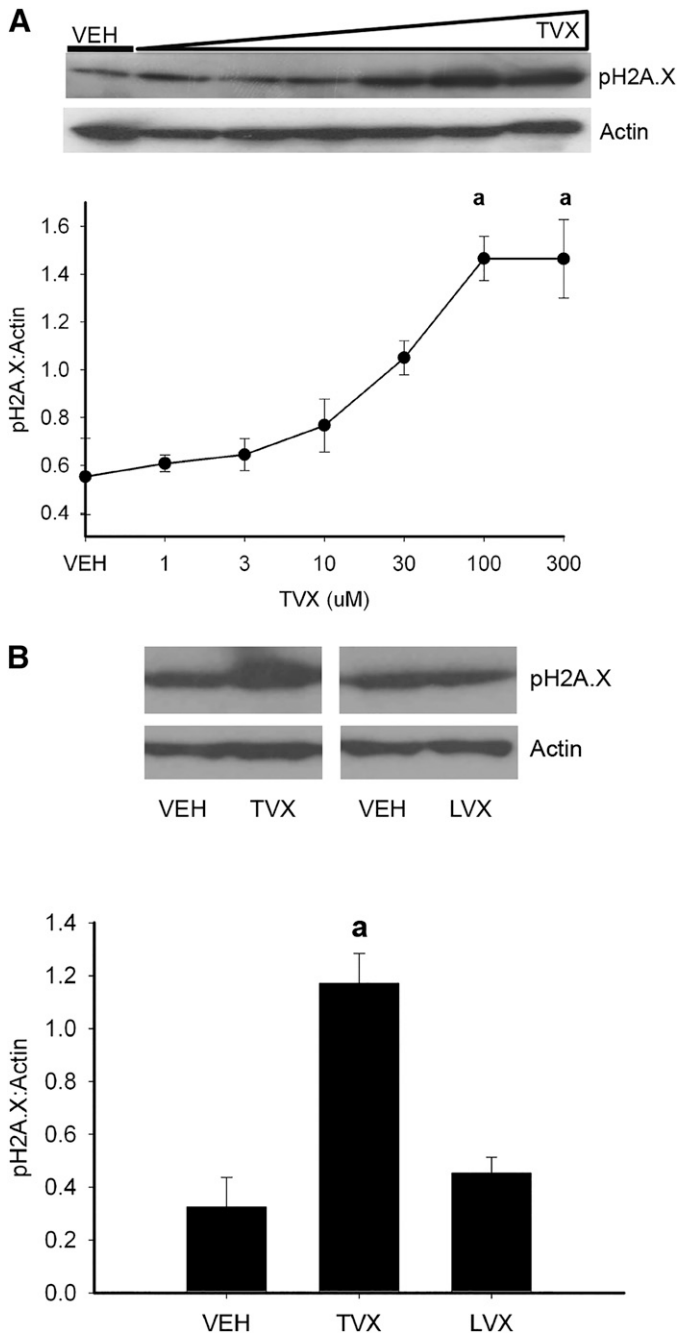 A
VEH TVX
pH2A.X
Actin
a a
1.6
1.4
1.2
1.0
0.8
0.6
0.4
pH2A.X:Actin
VEH 1 3 10 30 100 300
TVX (uM)
B
pH2A.X
Actin
VEH TVX VEH LVX
a
1.4
1.2
1.0
0.8
0.6
0.4
0.2
0.0
pH2A.X:Actin
VEH TVX LVX